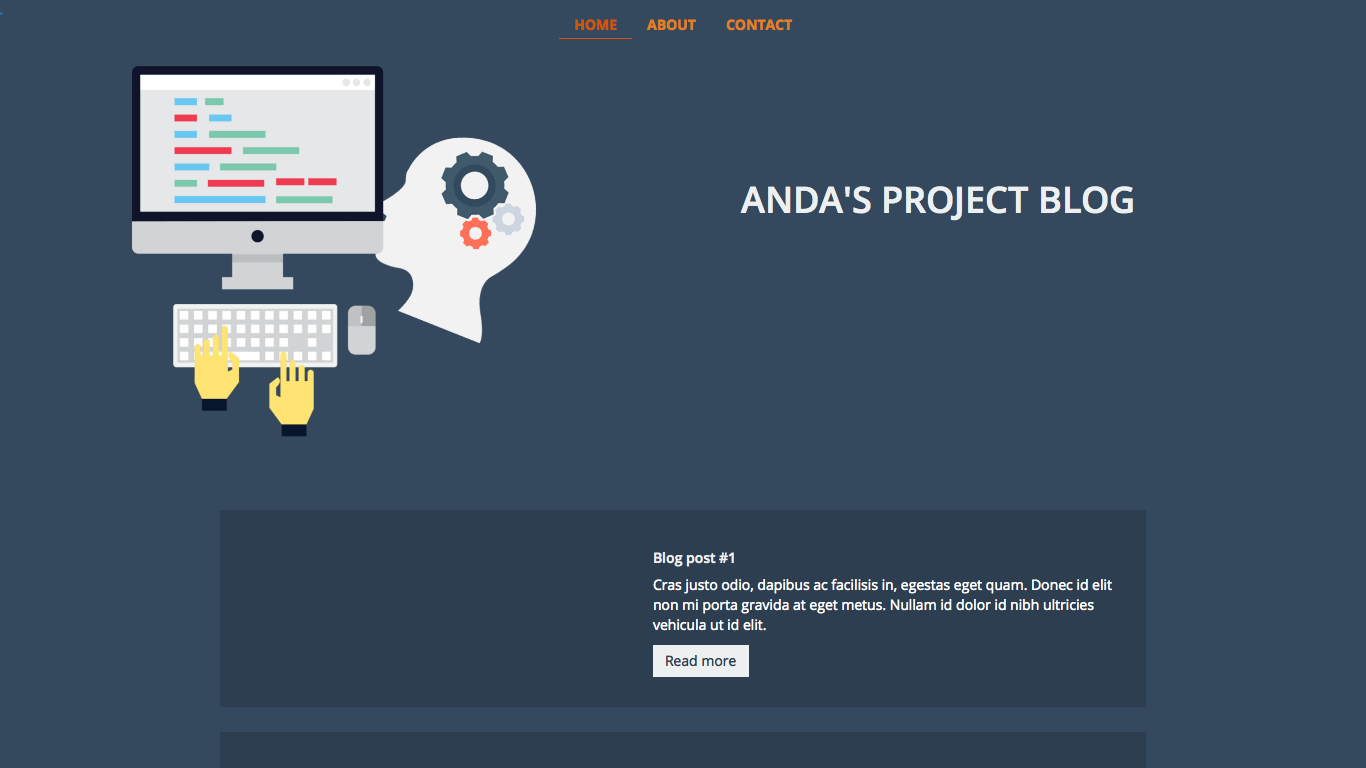 HOME ABOUT CONTACT
ANDA'S PROJECT BLOG
Blog post #1
Cras justo odio, dapibus ac facilisis in, egestas eget quam. Donec id elit
non mi porta gravida at eget metus. Nullam id dolor id nibh ultricies
vehicula ut id elit.
Read more